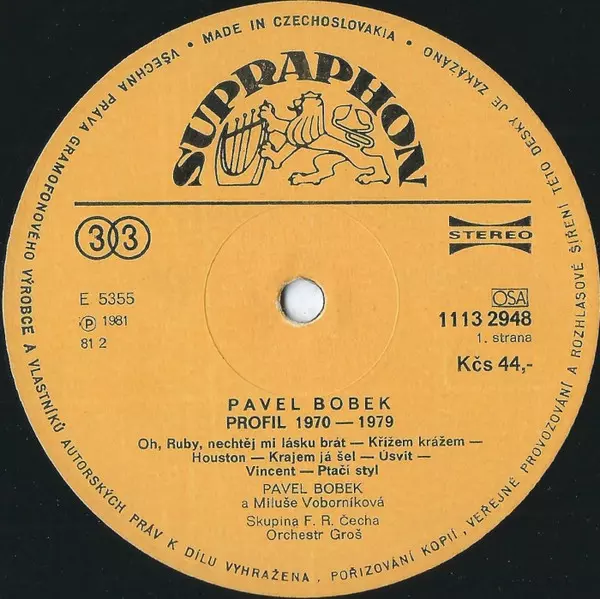 • MADE IN CZECHOSLOVAKIA •
VŠECHNA PRÁVA GRAMOFONOVÉHO VÝROBCE A VLASTNÍKŮ AUTORSKÝCH PRÁV K DÍLU VYHRAŽENA. POŘIZOVÁNÍ KOPIÍ, VEŘEJNÉ PROVOZOVÁNÍ A ROZHLASOVÉ ŠÍŘENÍ TÉTO DESKY JE ZAKÁZÁNO
SUPRAPHON
33
STEREO
E 5355
℗ 1981
81 2
OSA
1113 2948
1. strana
Kčs 44,-
PAVEL BOBEK
PROFIL 1970 — 1979
Oh, Ruby, nechtěj mi lásku brát — Křížem krážem —
Houston — Krajem já šel — Úsvit —
Vincent — Ptačí styl
PAVEL BOBEK
a Miluše Voborníková
Skupina F. R. Čecha
Orchestr Groš